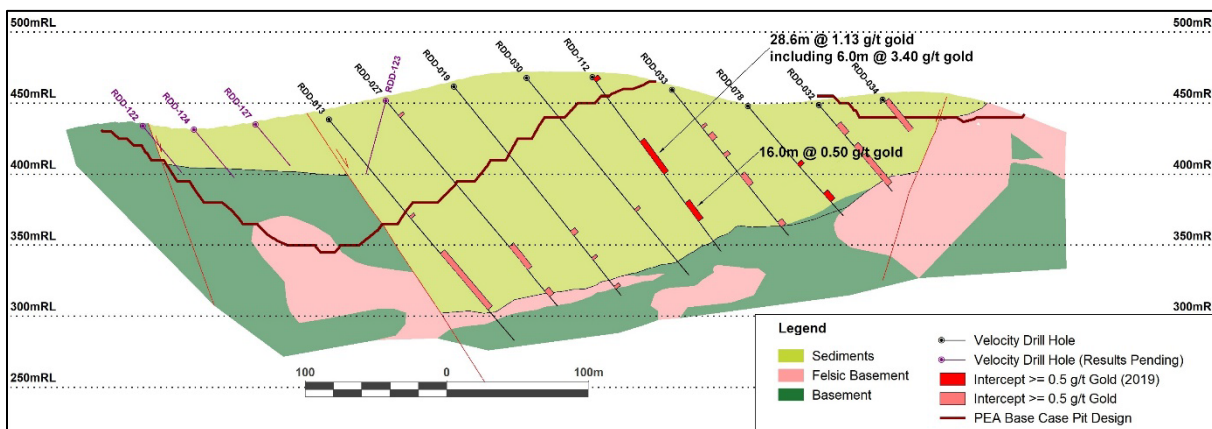 500mRL
500mRL
450mRL
450mRL
400mRL
400mRL
350mRL
350mRL
300mRL
300mRL
250mRL
RDD-122
RDD-124
RDD-127
RDD-013
RDD-027
RDD-123
RDD-019
RDD-030
RDD-112
RDD-033
RDD-078
RDD-032
RDD-034
28.6m @ 1.13 g/t gold
including 6.0m @ 3.40 g/t gold
16.0m @ 0.50 g/t gold
100
0
100m
Legend
Sediments
Felsic Basement
Basement
Velocity Drill Hole
Velocity Drill Hole (Results Pending)
Intercept >= 0.5 g/t Gold (2019)
Intercept >= 0.5 g/t Gold
PEA Base Case Pit Design